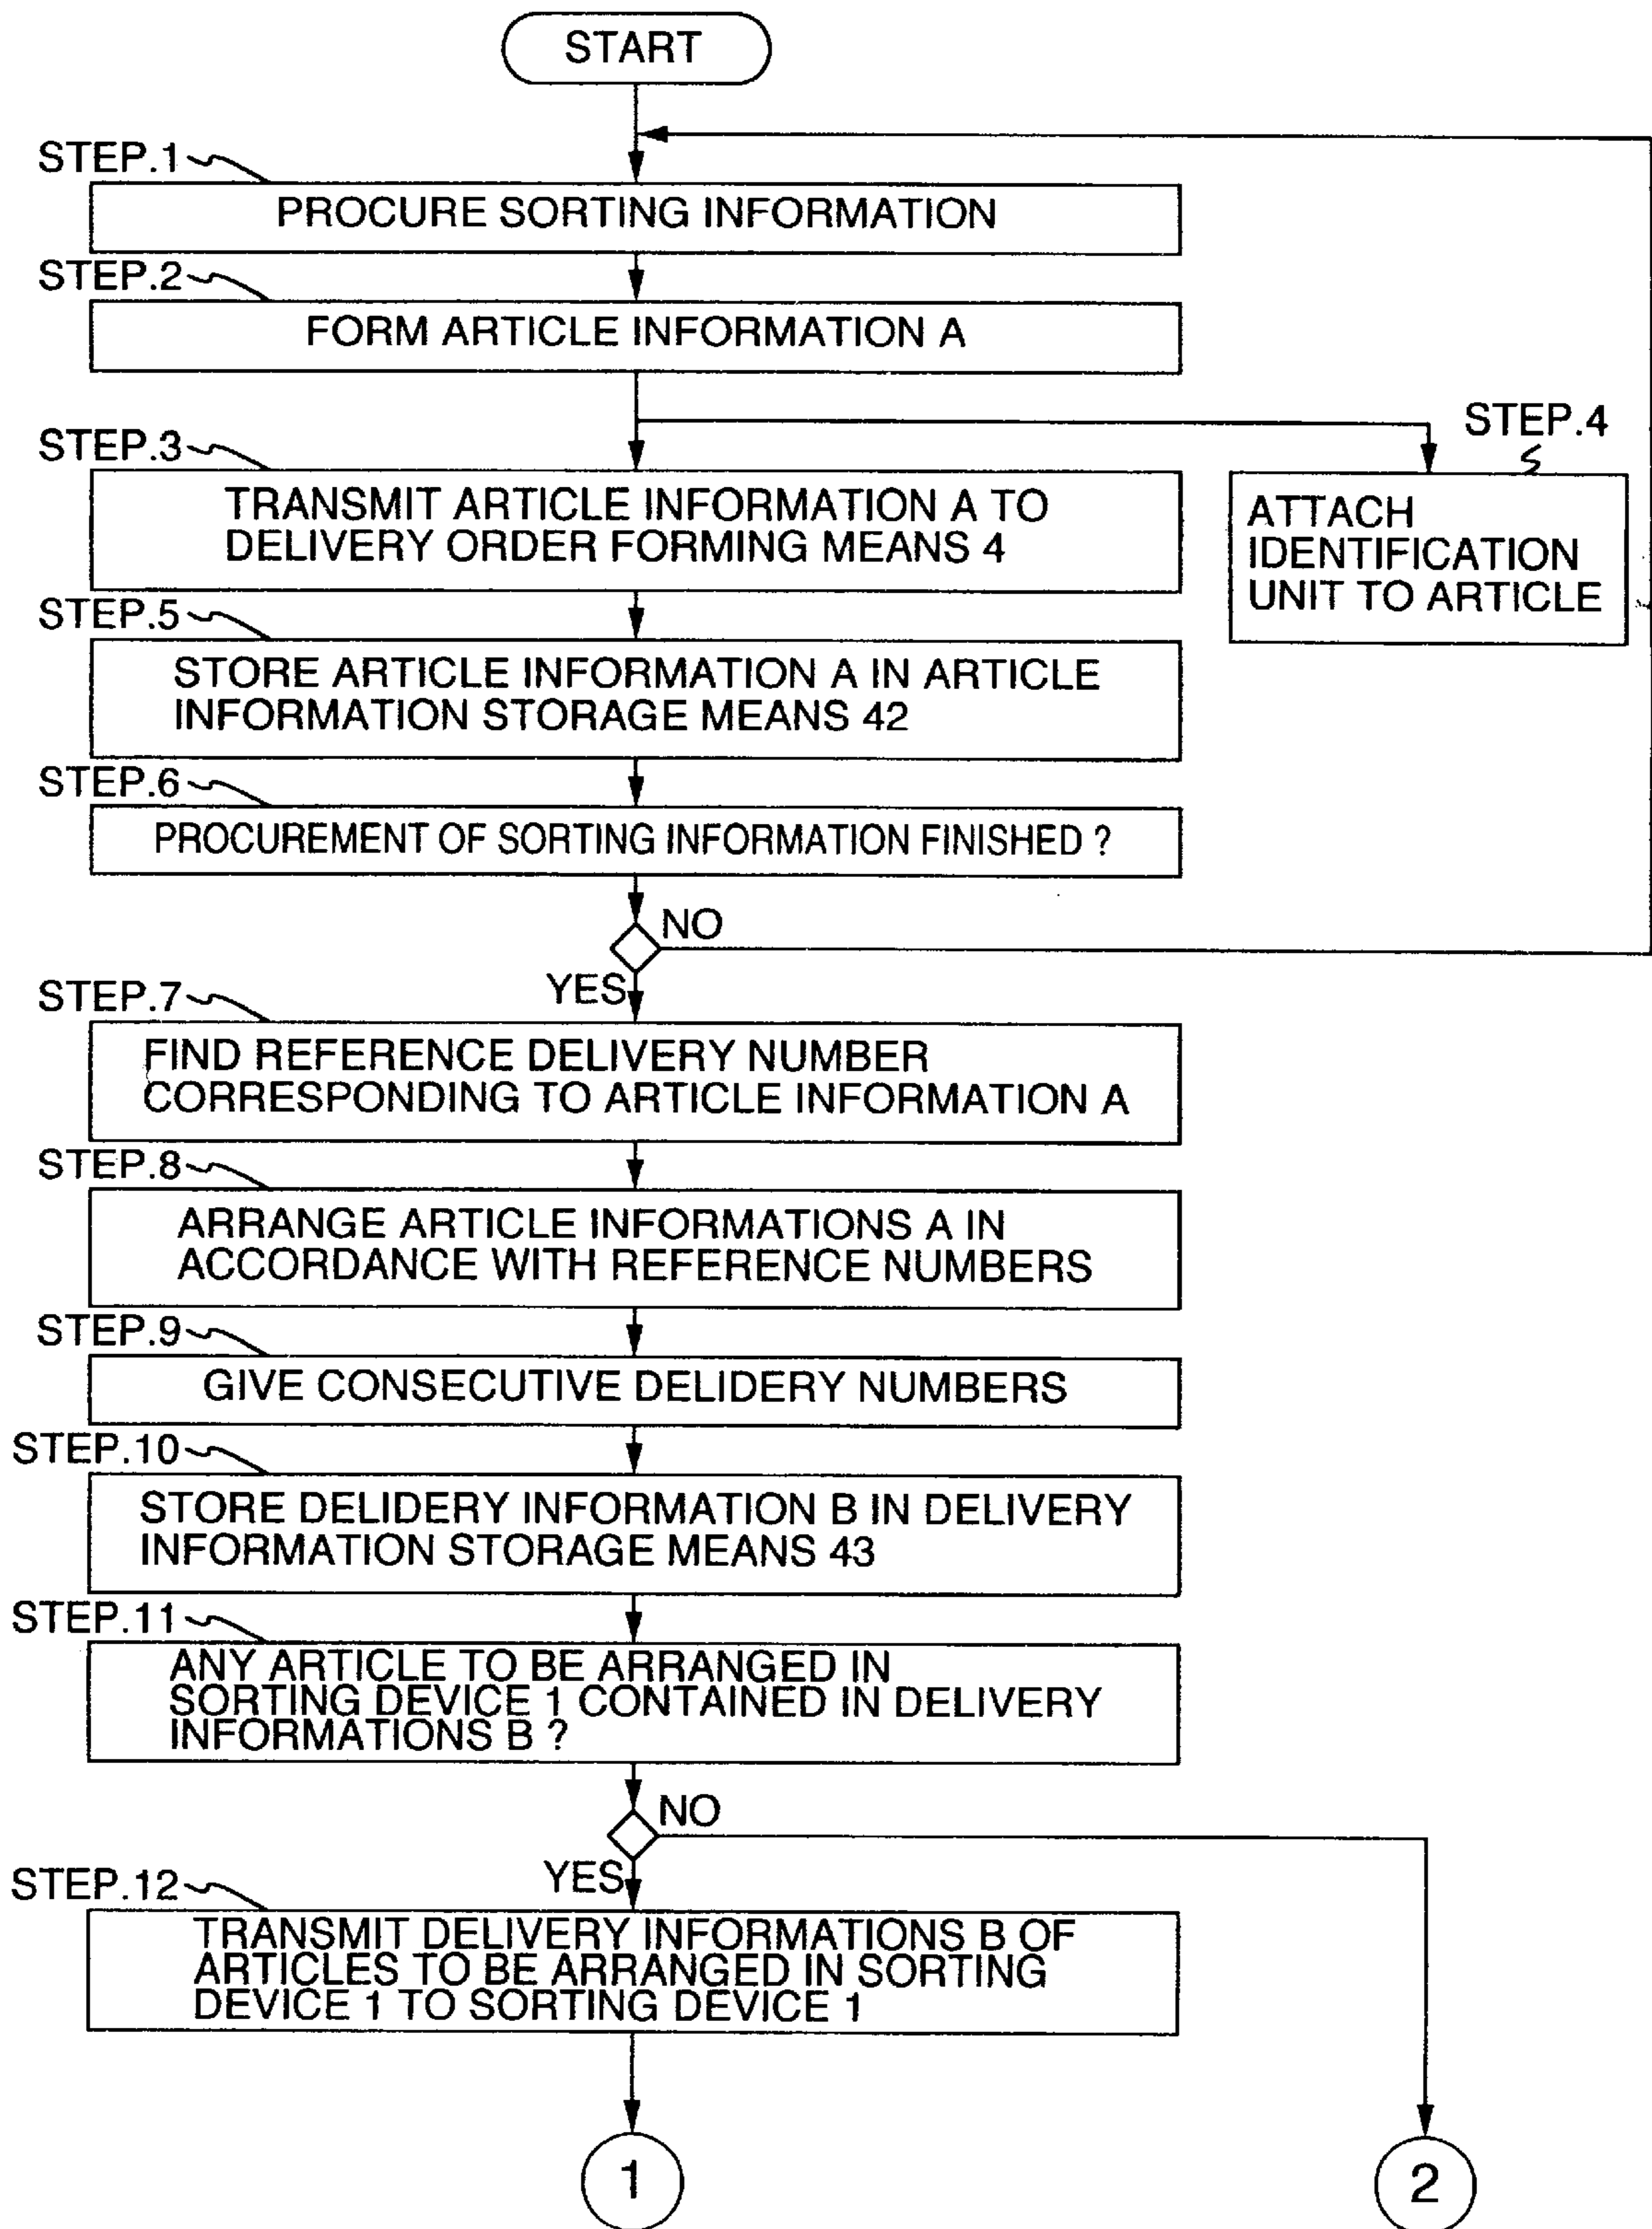 START
STEP.1
PROCURE SORTING INFORMATION
STEP.2
FORM ARTICLE INFORMATION A
STEP.3
TRANSMIT ARTICLE INFORMATION A TO
DELIVERY ORDER FORMING MEANS 4
STEP.4
ATTACH
IDENTIFICATION
UNIT TO ARTICLE
STEP.5
STORE ARTICLE INFORMATION A IN ARTICLE
INFORMATION STORAGE MEANS 42
STEP.6
PROCUREMENT OF SORTING INFORMATION FINISHED ?
NO
YES
STEP.7
FIND REFERENCE DELIVERY NUMBER
CORRESPONDING TO ARTICLE INFORMATION A
STEP.8
ARRANGE ARTICLE INFORMATIONS A IN
ACCORDANCE WITH REFERENCE NUMBERS
STEP.9
GIVE CONSECUTIVE DELIDERY NUMBERS
STEP.10
STORE DELIDERY INFORMATION B IN DELIVERY
INFORMATION STORAGE MEANS 43
STEP.11
ANY ARTICLE TO BE ARRANGED IN
SORTING DEVICE 1 CONTAINED IN DELIVERY
INFORMATIONS B ?
NO
YES
STEP.12
TRANSMIT DELIVERY INFORMATIONS B OF
ARTICLES TO BE ARRANGED IN SORTING
DEVICE 1 TO SORTING DEVICE 1
1
2